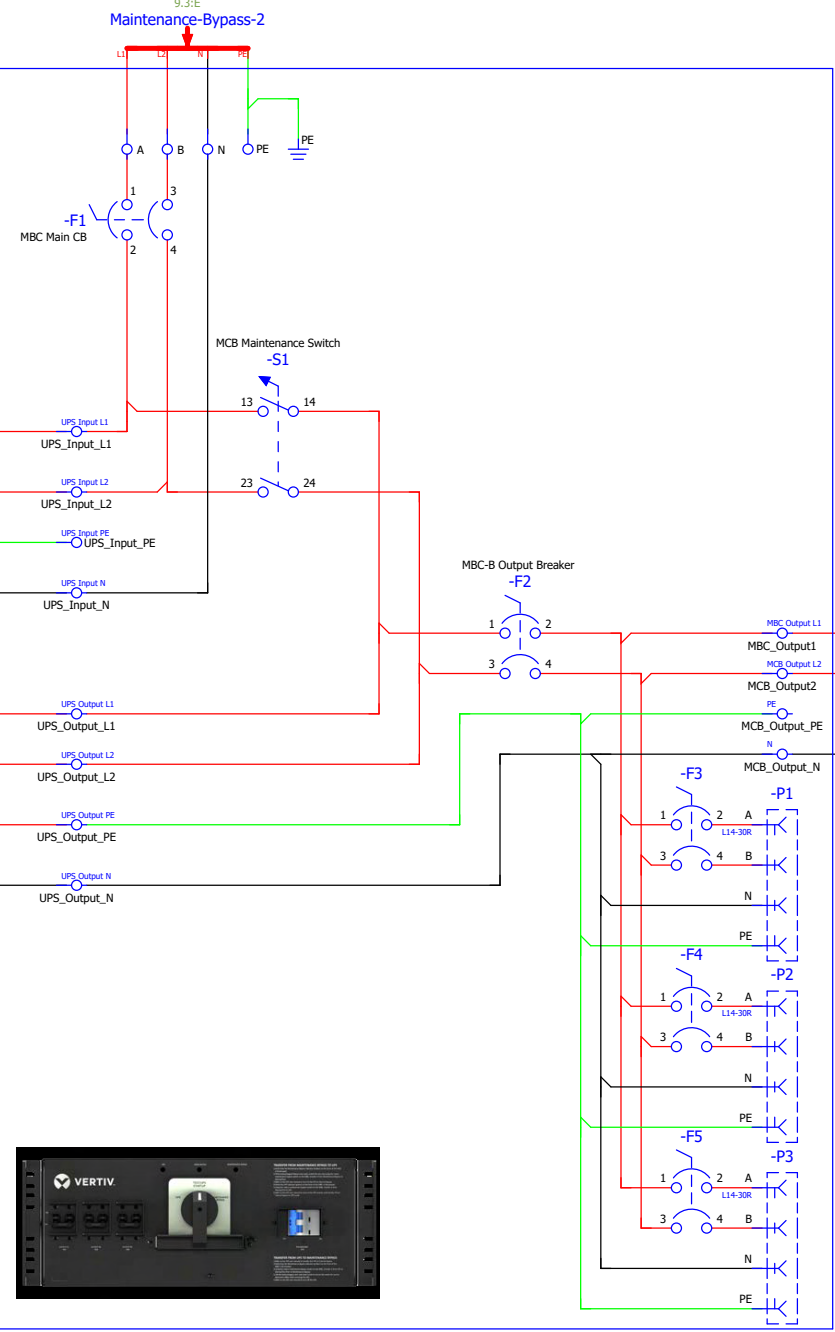 9.3:E
Maintenance-Bypass-2
L1 L2 N PE
A B N PE PE
1 3
-F1
MBC Main CB
2 4
MCB Maintenance Switch
-S1
13 14
UPS Input L1
UPS_Input_L1
23 24
UPS Input L2
UPS_Input_L2
UPS Input PE
UPS_Input_PE
UPS Input N
UPS_Input_N
MBC-B Output Breaker
-F2
1 2
MBC Output L1
MBC_Output1
3 4
MCB Output L2
MCB_Output2
UPS Output L1
UPS_Output_L1
PE
MCB_Output_PE
UPS Output L2
UPS_Output_L2
N
MCB_Output_N
-F3
-P1
UPS Output PE
UPS_Output_PE
1 2 A
L14-30R
3 4 B
UPS Output N
UPS_Output_N
N
PE
-F4
-P2
1 2 A
L14-30R
3 4 B
N
PE
-F5
-P3
1 2 A
L14-30R
3 4 B
N
PE
VERTIV.